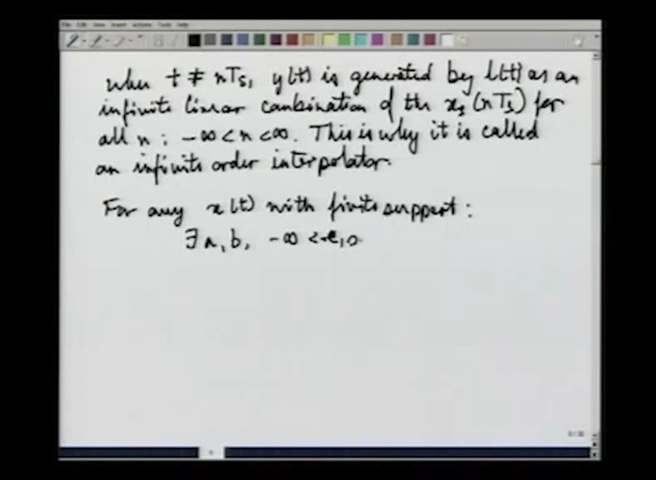 when t ≠ nTs, y(t) is generated by l(t) as an
infinite linear combination of the xs(nTs) for
all n : -∞ < n < ∞. This is why it is called
an infinite order interpolator.
For any x(t) with finite support :
∃ a, b, -∞ <